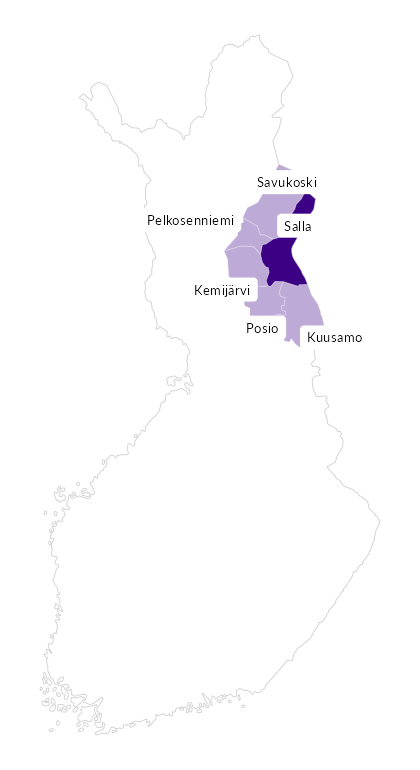 Savukoski
Pelkosenniemi
Salla
Kemijärvi
Posio
Kuusamo